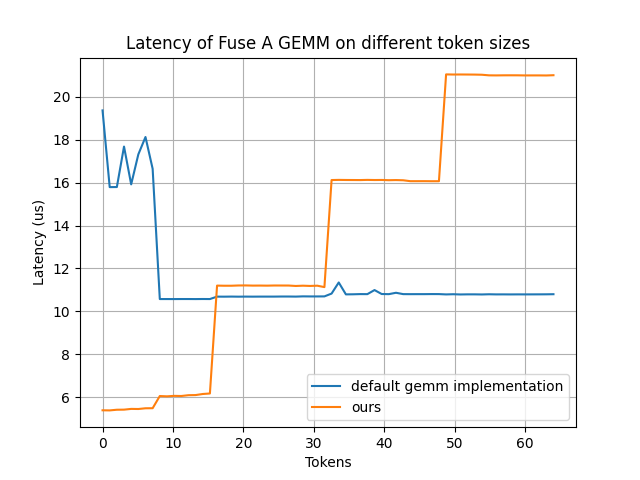 Latency of Fuse A GEMM on different token sizes
Latency (us)
20
18
16
14
12
10
8
6
0 10 20 30 40 50 60
Tokens
default gemm implementation
ours